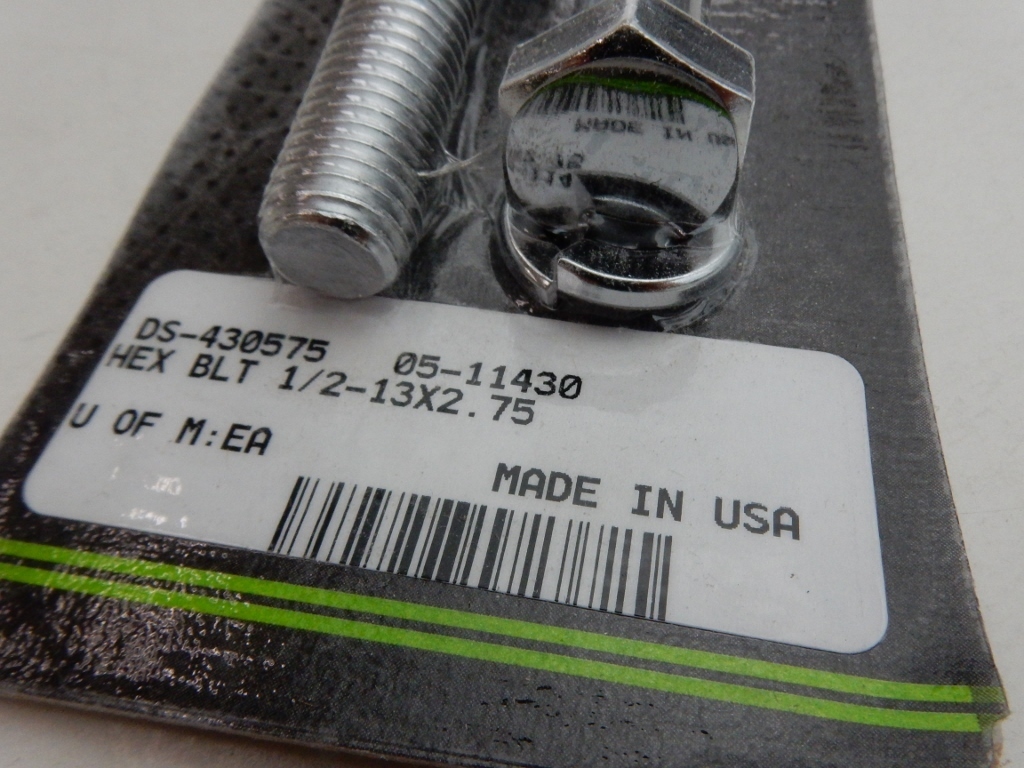 DS-430575 05-11430
HEX BLT 1/2-13X2.75
U OF M:EA
MADE IN USA